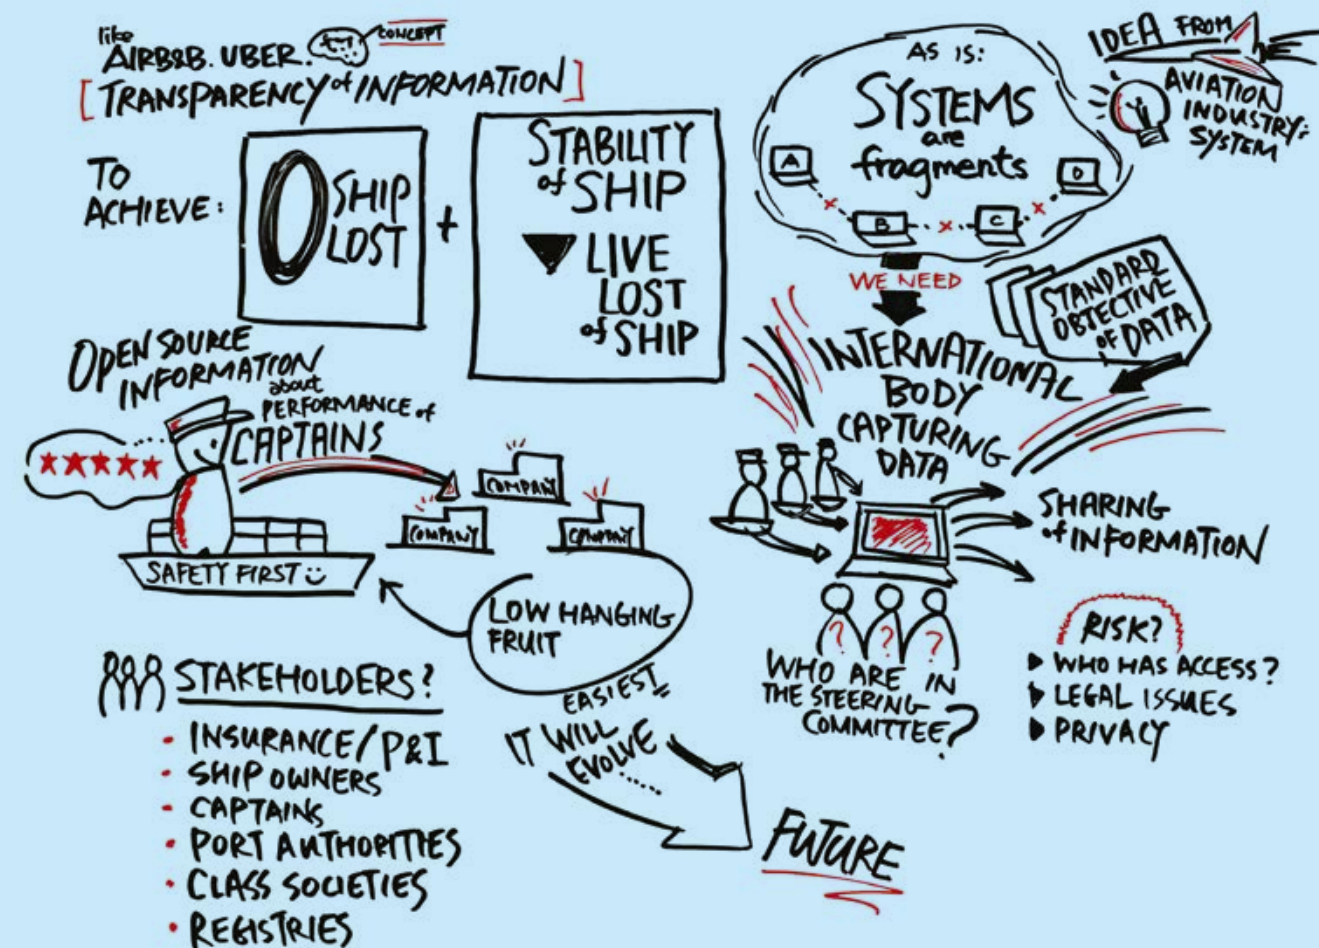 like
AIRB&B. UBER.
CONCEPT
[TRANSPARENCY of INFORMATION]
TO
ACHIEVE:
0 SHIP
LOST
+
STABILITY
of SHIP
▼ LIVE
LOST
of SHIP
OPEN SOURCE
INFORMATION
about
PERFORMANCE of
CAPTAINS
COMPANY
COMPANY
COMPANY
SAFETY FIRST
LOW HANGING
FRUIT
EASIEST
IT WILL
EVOLVE .....
FUTURE
STAKEHOLDERS?
• INSURANCE/P&I
• SHIP OWNERS
• CAPTAINS
• PORT AUTHORITIES
• CLASS SOCIETIES
• REGISTRIES
AS IS:
SYSTEMS
are
fragments
A
B
C
D
IDEA FROM
AVIATION
INDUSTRY:
SYSTEM
WE NEED
STANDARD
OBJECTIVE
OF DATA
INTERNATIONAL
BODY
CAPTURING
DATA
SHARING
of INFORMATION
? ? ?
WHO ARE IN
THE STEERING
COMMITTEE?
RISK?
▶ WHO HAS ACCESS?
▶ LEGAL ISSUES
▶ PRIVACY